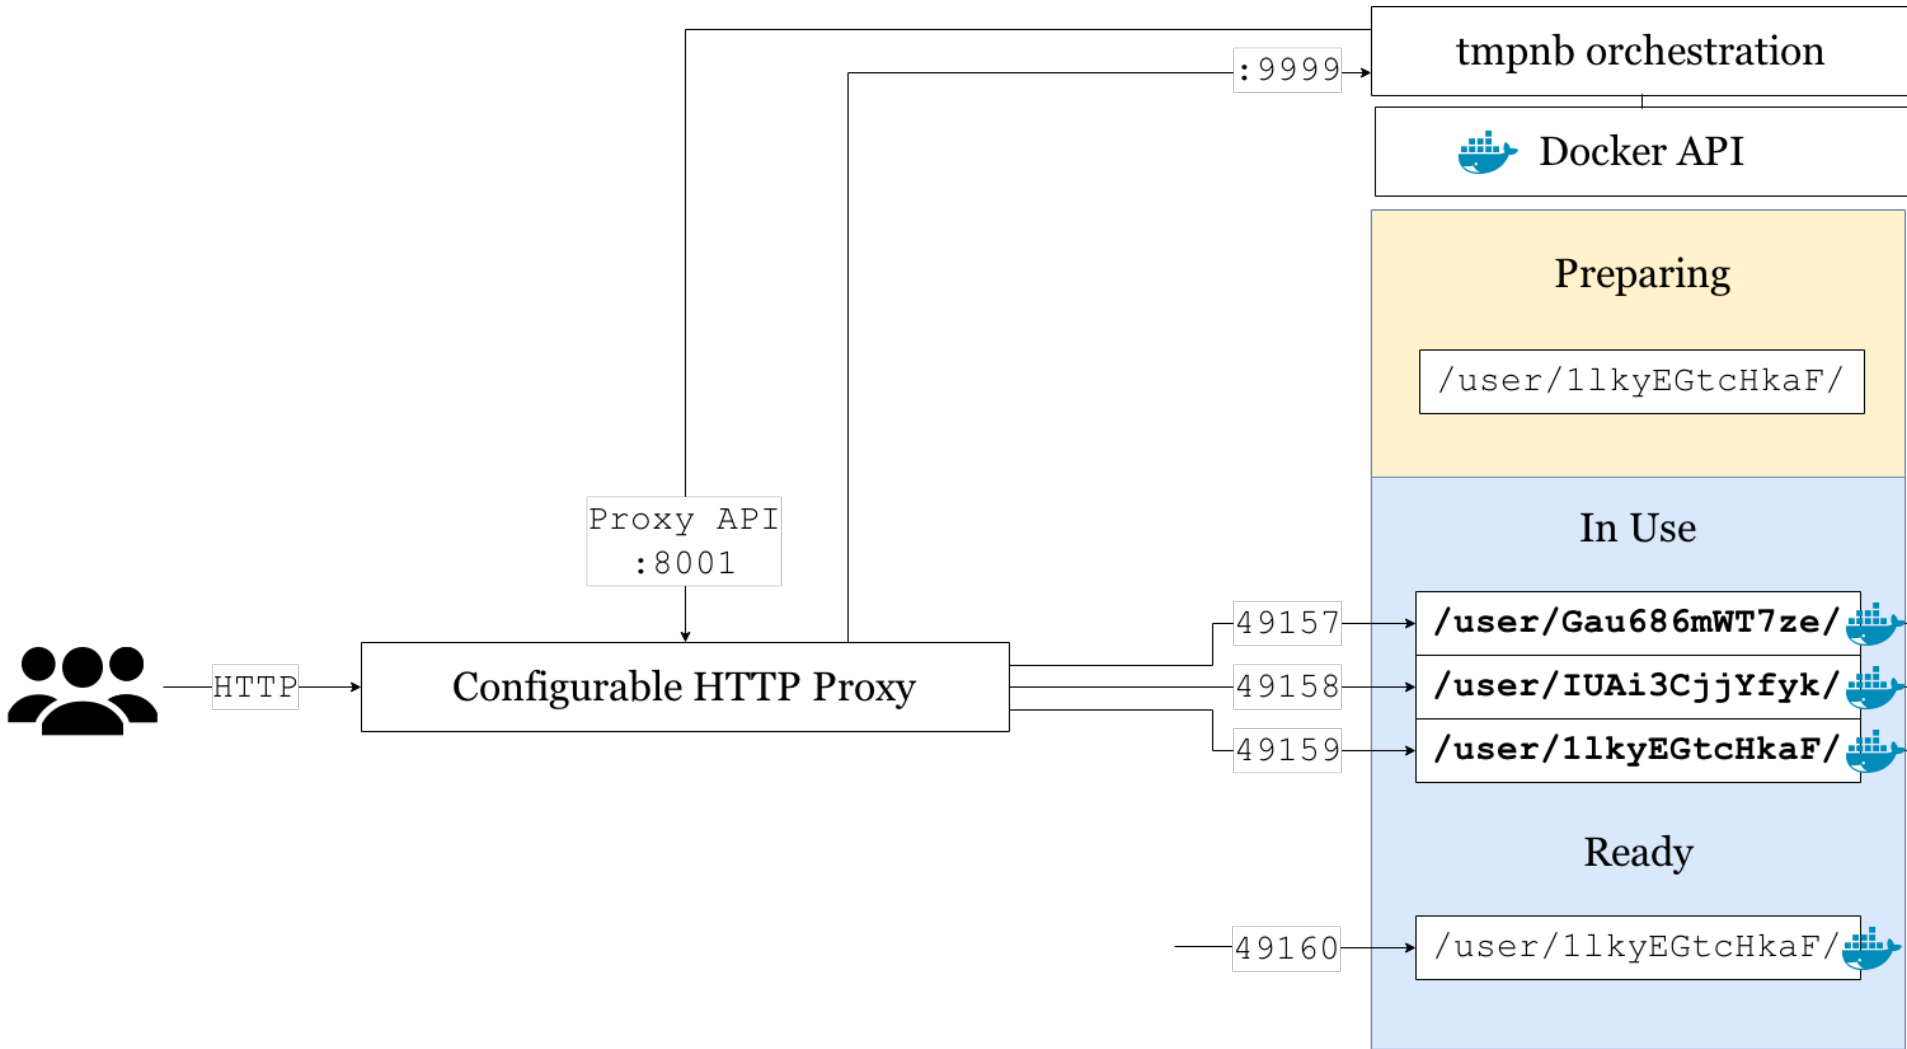 tmpnb orchestration
:9999
Docker API
Preparing
/user/1lkyEGtcHkaF/
Proxy API
:8001
In Use
49157
/user/Gau686mWT7ze/
HTTP
Configurable HTTP Proxy
49158
/user/IUAi3CjjYfyk/
49159
/user/1lkyEGtcHkaF/
Ready
49160
/user/1lkyEGtcHkaF/